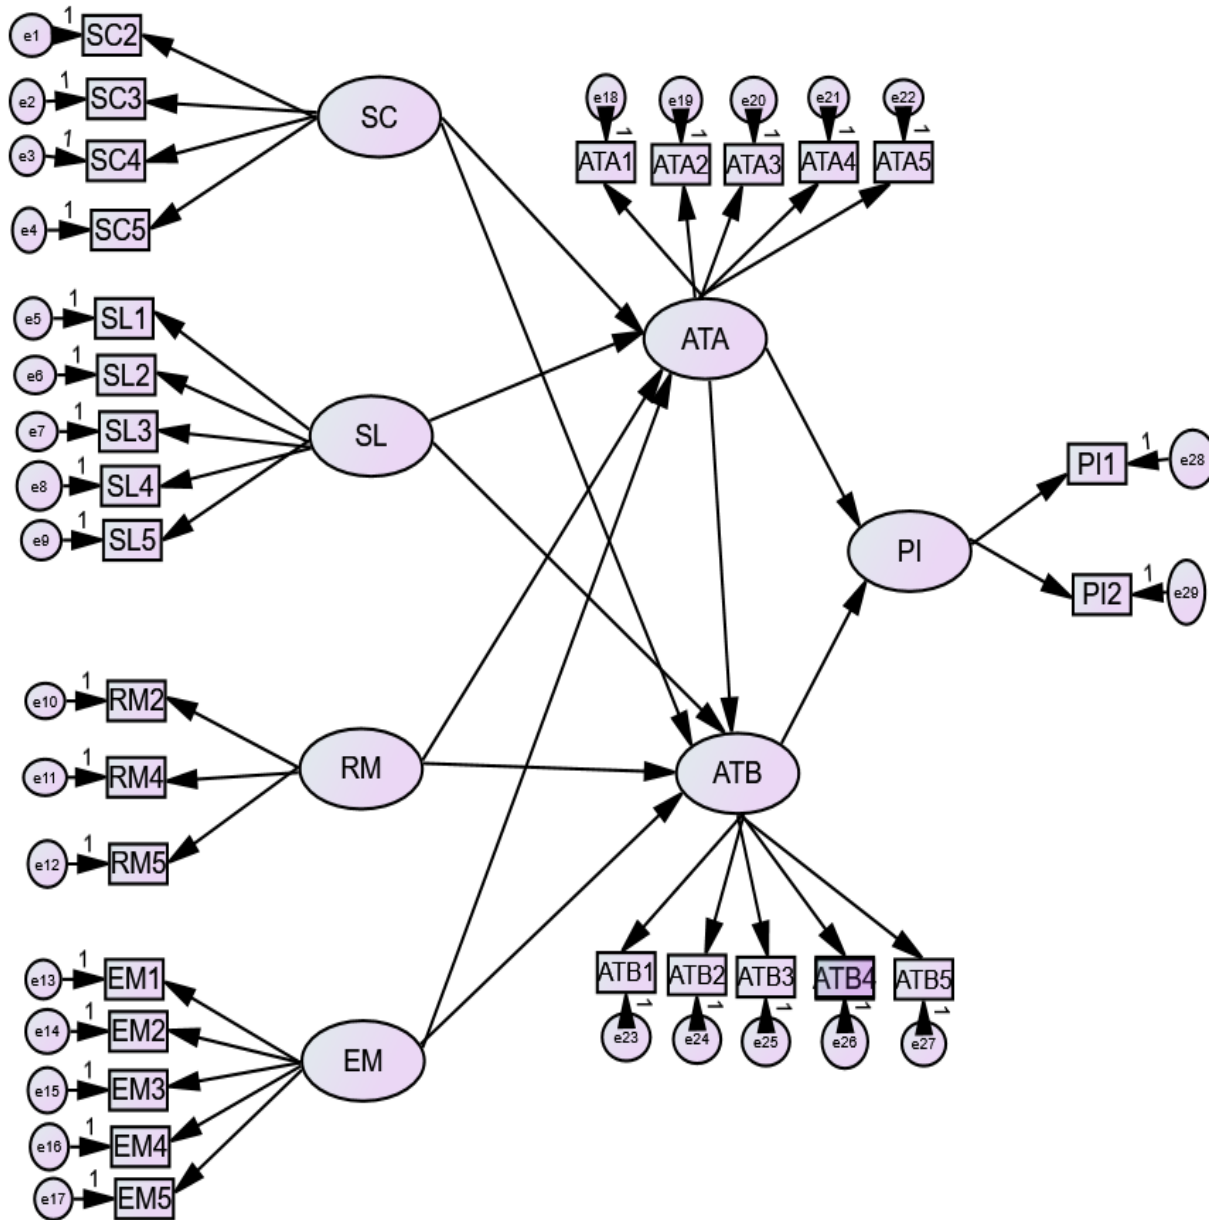 e1 1 SC2
e2 1 SC3
e3 1 SC4
e4 1 SC5
SC
e5 1 SL1
e6 1 SL2
e7 1 SL3
e8 1 SL4
e9 1 SL5
SL
e10 1 RM2
e11 1 RM4
e12 1 RM5
RM
e13 1 EM1
e14 1 EM2
e15 1 EM3
e16 1 EM4
e17 1 EM5
EM
e18 e19 e20 e21 e22
1 1 1 1 1
ATA1 ATA2 ATA3 ATA4 ATA5
ATA
PI
PI1 1 e28
PI2 1 e29
ATB
ATB1 ATB2 ATB3 ATB4 ATB5
1 1 1 1 1
e23 e24 e25 e26 e27